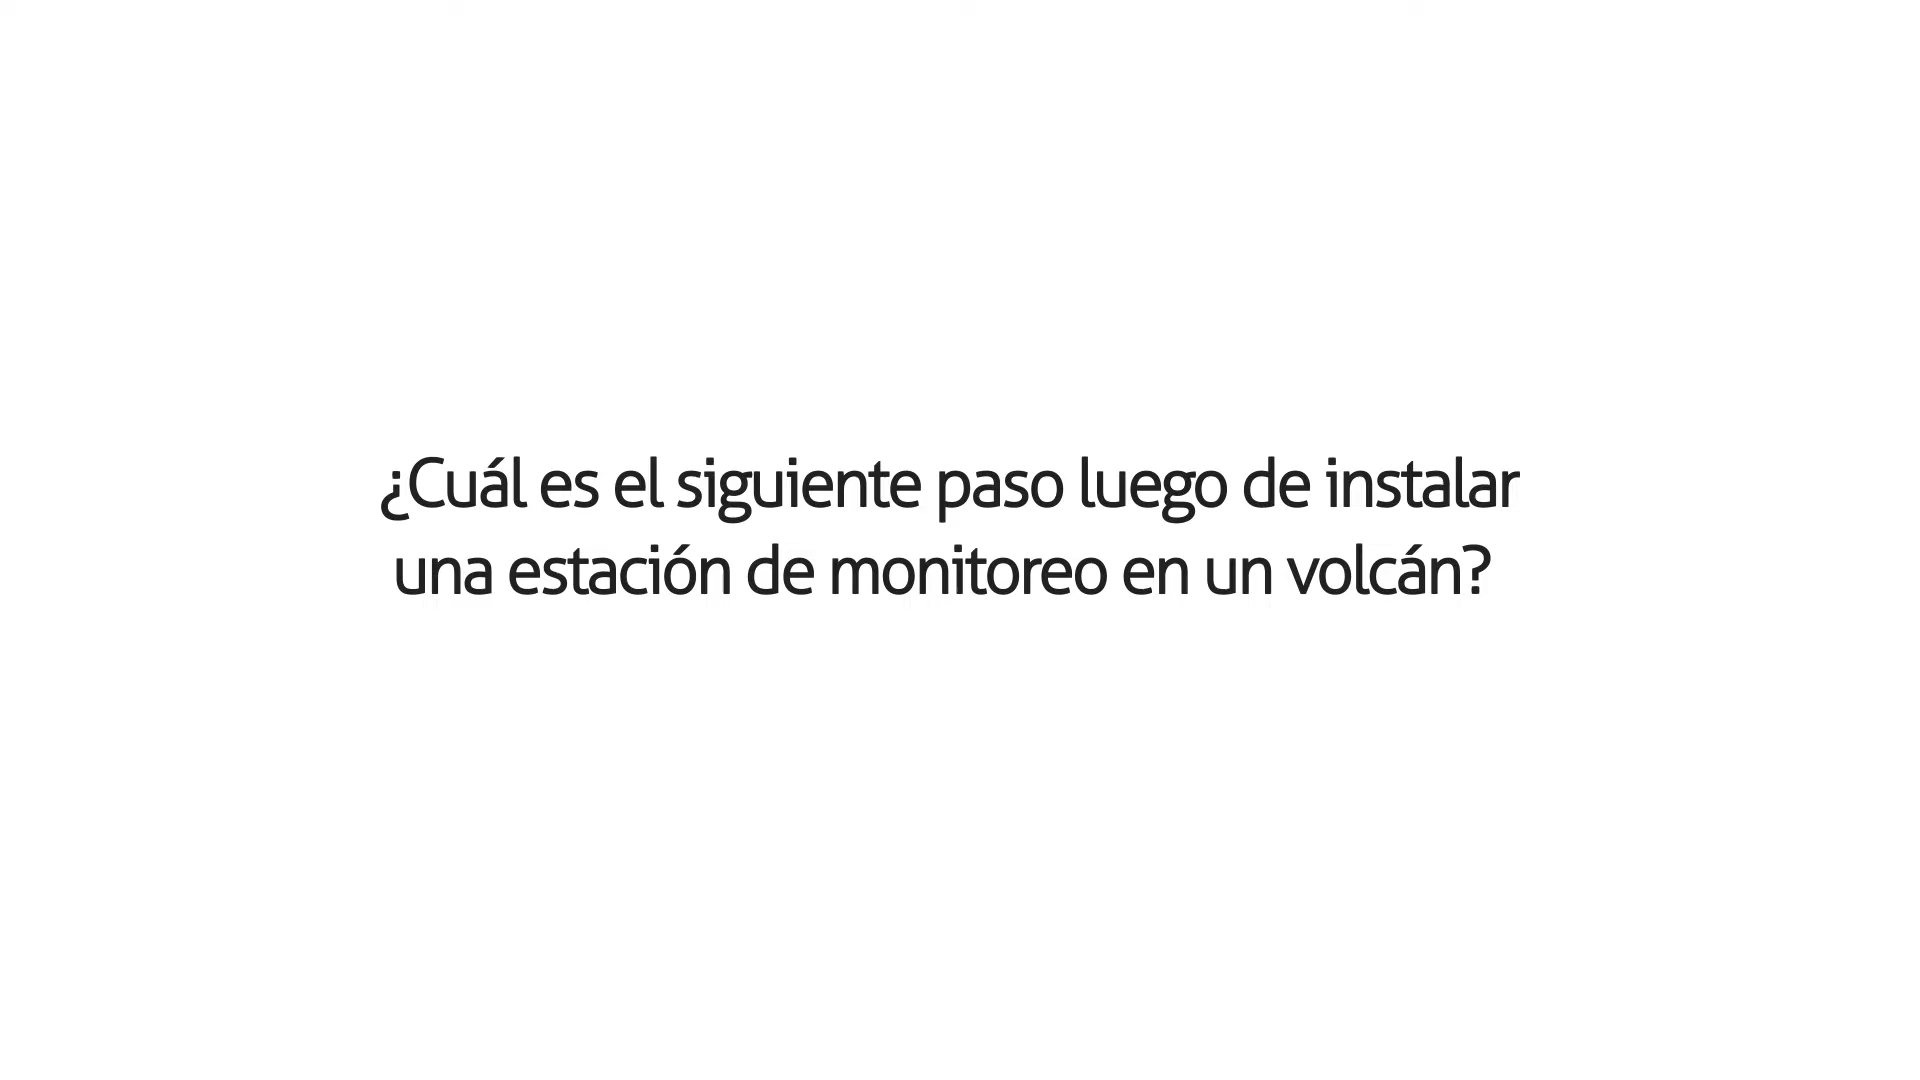 ¿Cuál es el siguiente paso luego de instalar
una estación de monitoreo en un volcán?